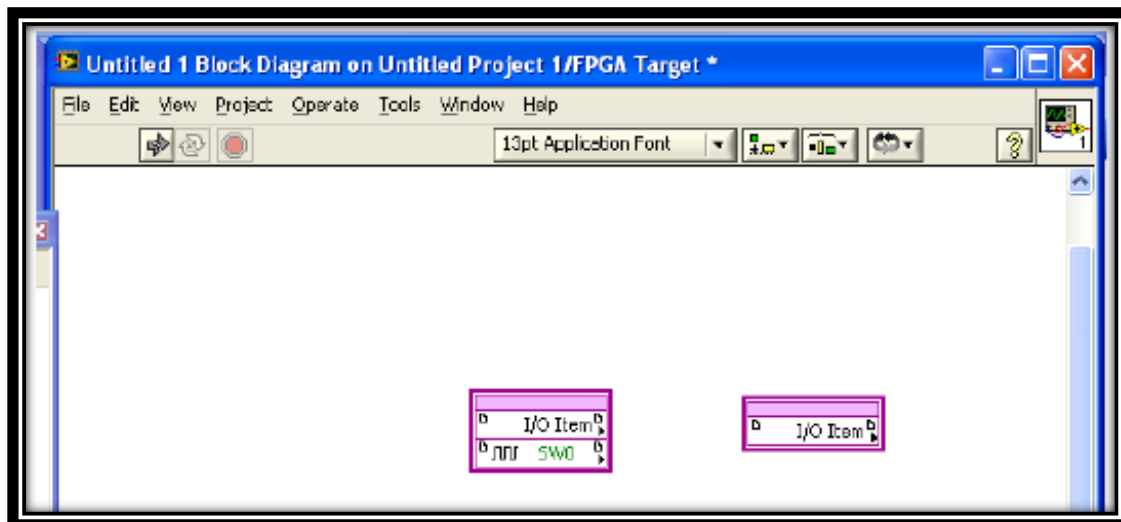 Untitled 1 Block Diagram on Untitled Project 1/FPGA Target *
File Edit View Project Operate Tools Window Help
13pt Application Font
?
1
I/O Item
SW0
I/O Item